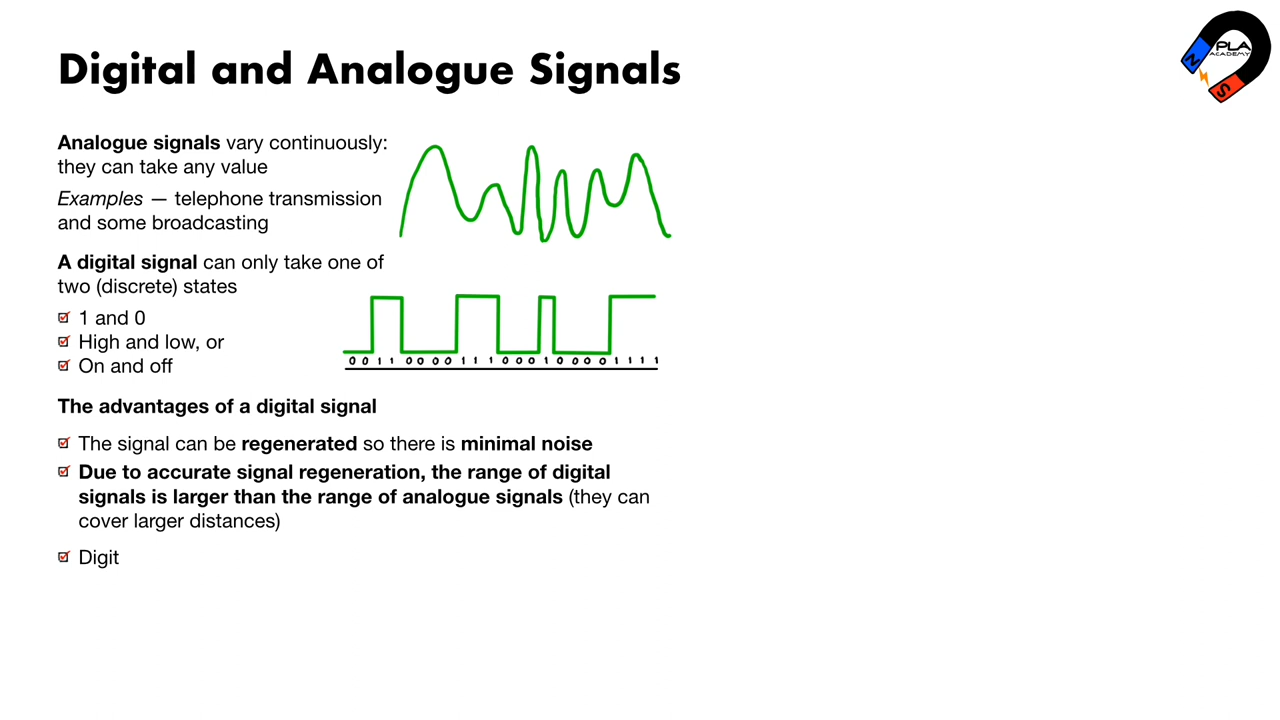 Digital and Analogue Signals
PLA
ACADEMY
N
S
Analogue signals vary continuously:
they can take any value
Examples — telephone transmission
and some broadcasting
A digital signal can only take one of
two (discrete) states
1 and 0
High and low, or
On and off
0 0 1 1 0 0 0 0 1 1 1 0 0 0 1 0 0 0 0 1 1 1 1
The advantages of a digital signal
The signal can be regenerated so there is minimal noise
Due to accurate signal regeneration, the range of digital
signals is larger than the range of analogue signals (they can
cover larger distances)
Digit